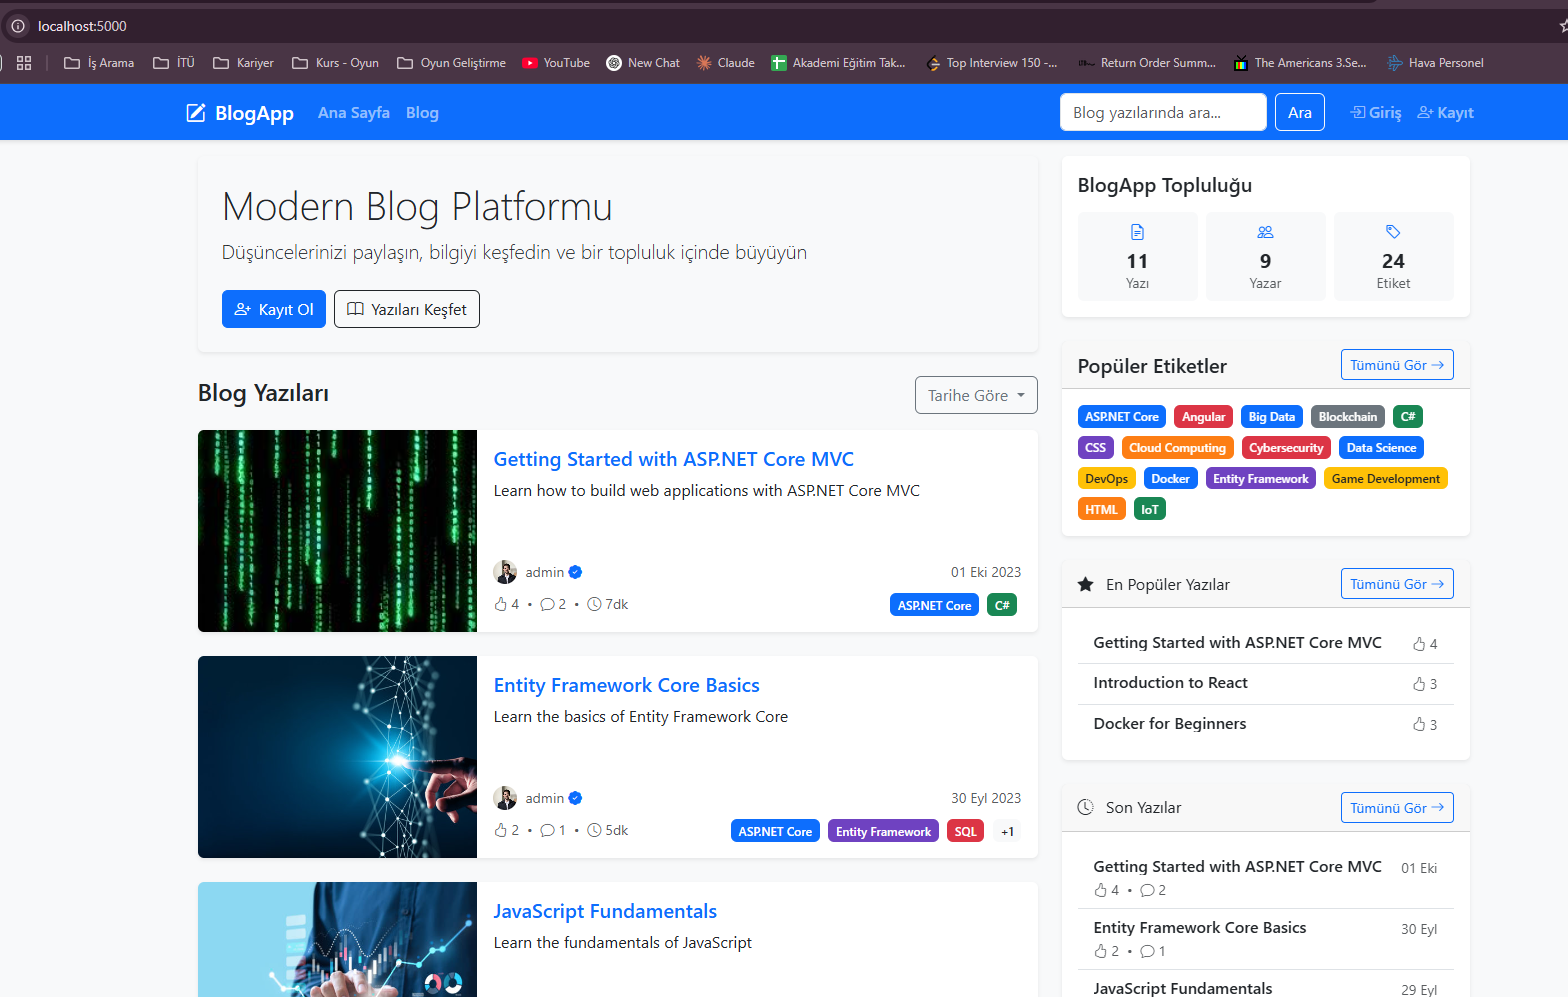 localhost:5000
İş Arama İTÜ Kariyer Kurs - Oyun Oyun Geliştirme YouTube New Chat Claude Akademi Eğitim Tak... Top Interview 150 -... Return Order Summ... The Americans 3.Se... Hava Personel
BlogApp Ana Sayfa Blog Blog yazılarında ara... Ara Giriş Kayıt
Modern Blog Platformu
Düşüncelerinizi paylaşın, bilgiyi keşfedin ve bir topluluk içinde büyüyün
Kayıt Ol Yazıları Keşfet
Blog Yazıları Tarihe Göre
Getting Started with ASP.NET Core MVC
Learn how to build web applications with ASP.NET Core MVC
admin 01 Eki 2023
4 • 2 • 7dk ASP.NET Core C#
Entity Framework Core Basics
Learn the basics of Entity Framework Core
admin 30 Eyl 2023
2 • 1 • 5dk ASP.NET Core Entity Framework SQL +1
JavaScript Fundamentals
Learn the fundamentals of JavaScript
BlogApp Topluluğu
11 9 24
Yazı Yazar Etiket
Popüler Etiketler Tümünü Gör →
ASP.NET Core Angular Big Data Blockchain C#
CSS Cloud Computing Cybersecurity Data Science
DevOps Docker Entity Framework Game Development
HTML IoT
En Popüler Yazılar Tümünü Gör →
Getting Started with ASP.NET Core MVC 4
Introduction to React 3
Docker for Beginners 3
Son Yazılar Tümünü Gör →
Getting Started with ASP.NET Core MVC 01 Eki
4 • 2
Entity Framework Core Basics 30 Eyl
2 • 1
JavaScript Fundamentals 29 Eyl